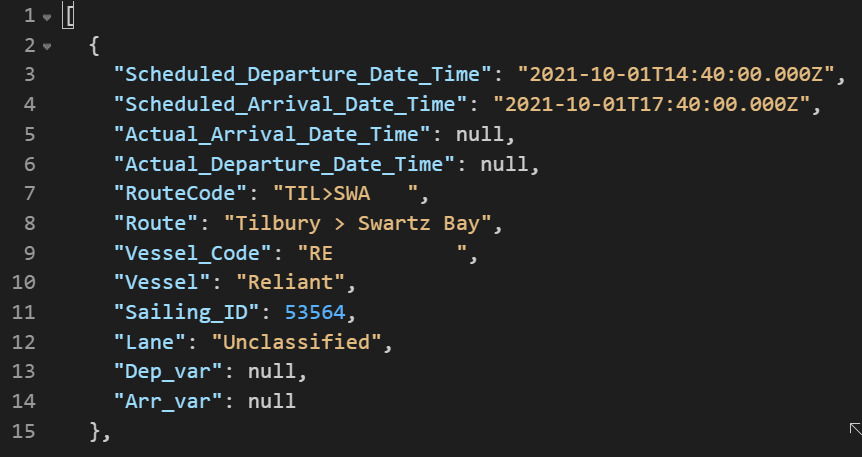 1 [
2 {
3 "Scheduled_Departure_Date_Time": "2021-10-01T14:40:00.000Z",
4 "Scheduled_Arrival_Date_Time": "2021-10-01T17:40:00.000Z",
5 "Actual_Arrival_Date_Time": null,
6 "Actual_Departure_Date_Time": null,
7 "RouteCode": "TIL>SWA   ",
8 "Route": "Tilbury > Swartz Bay",
9 "Vessel_Code": "RE          ",
10 "Vessel": "Reliant",
11 "Sailing_ID": 53564,
12 "Lane": "Unclassified",
13 "Dep_var": null,
14 "Arr_var": null
15 },